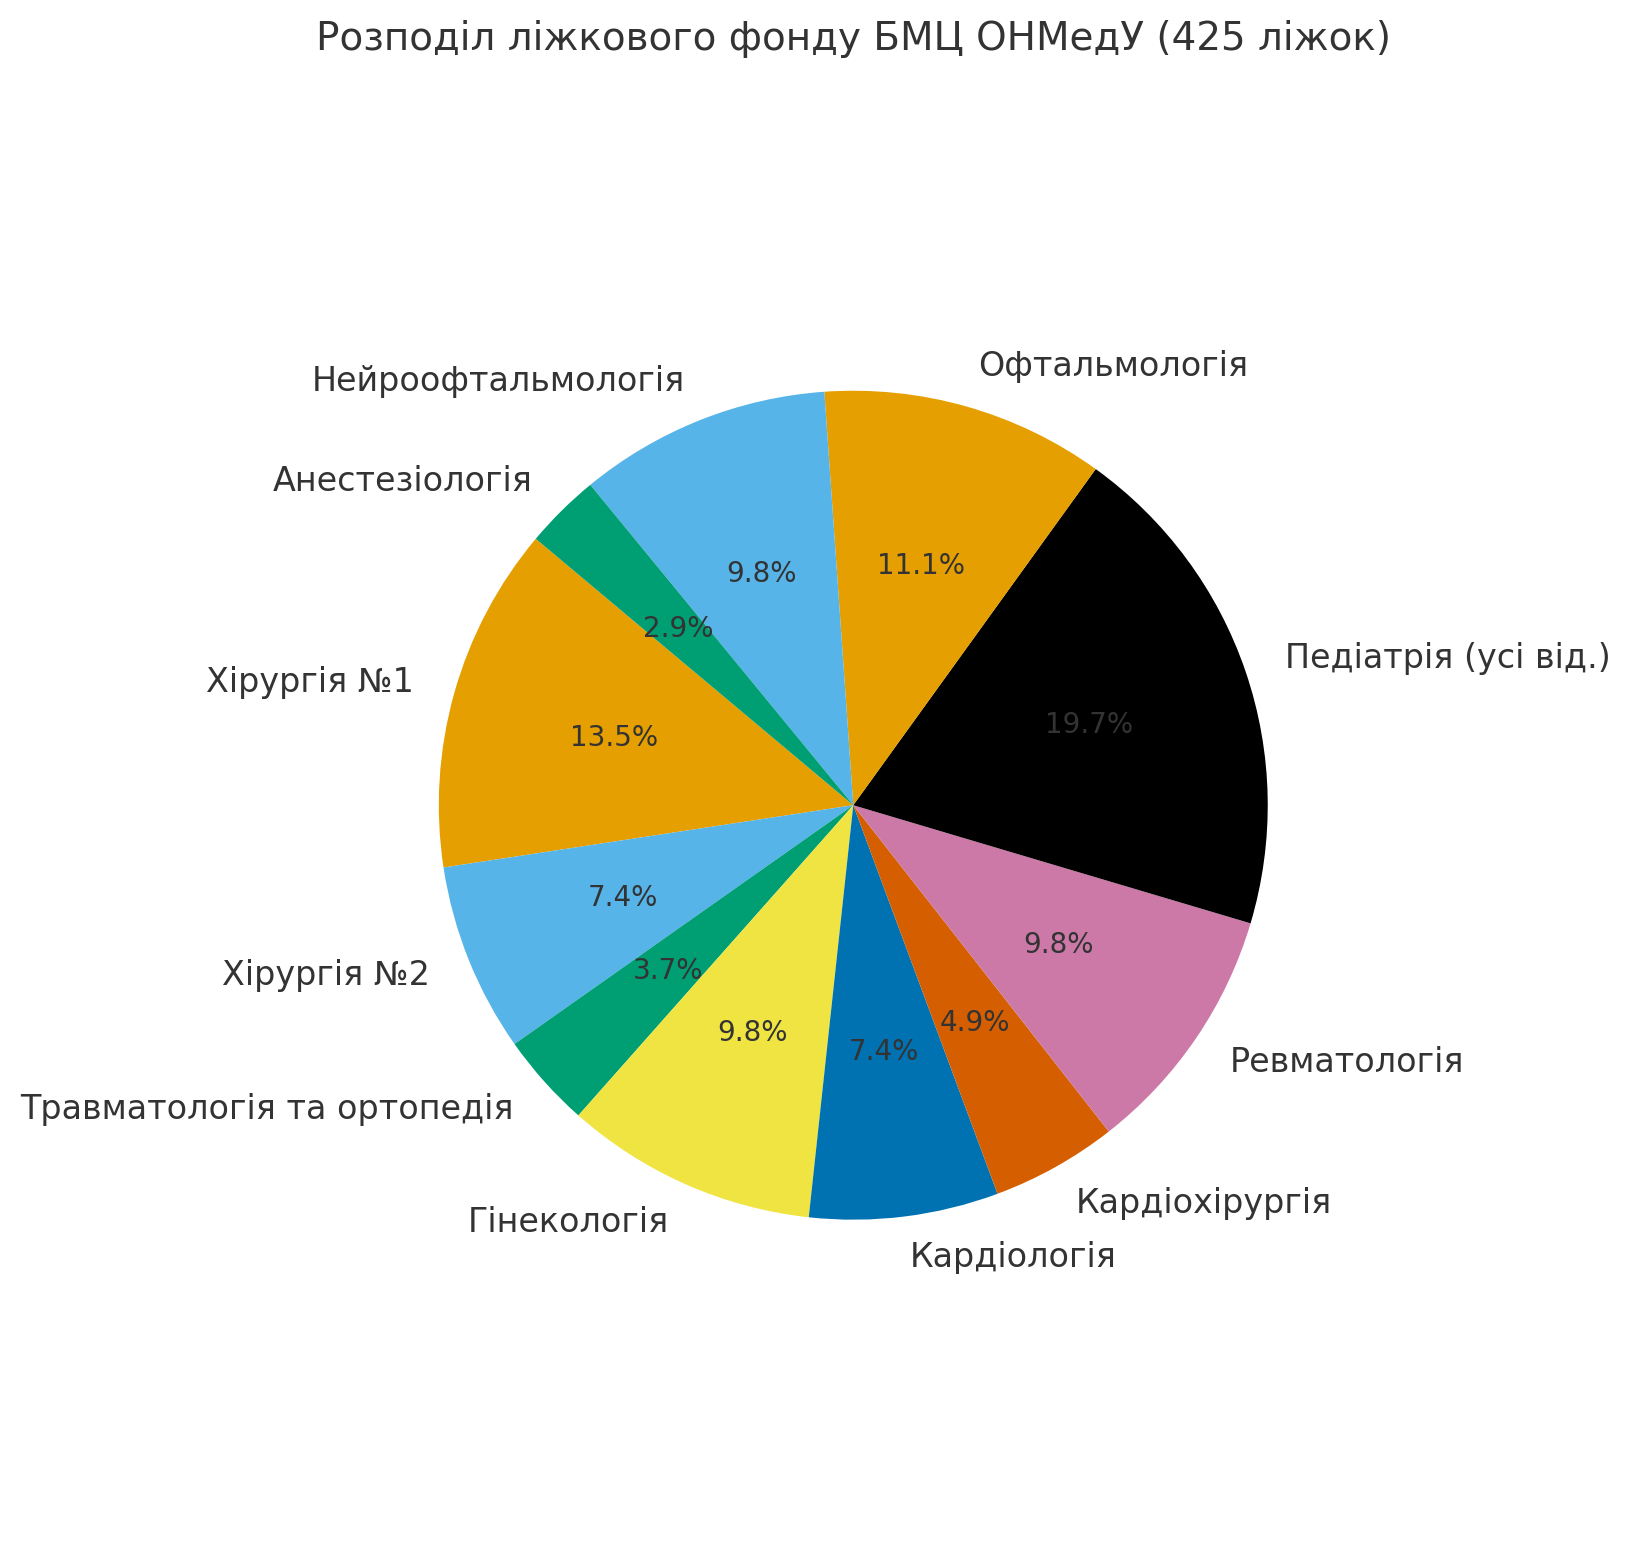 Розподіл ліжкового фонду БМЦ ОНМедУ (425 ліжок)
Офтальмологія
Нейроофтальмологія
Анестезіологія
11.1%
9.8%
2.9%
Педіатрія (усі від.)
Хірургія №1
19.7%
13.5%
7.4%
9.8%
Хірургія №2
3.7%
4.9%
9.8%
7.4%
Ревматологія
Травматологія та ортопедія
Кардіохірургія
Гінекологія
Кардіологія